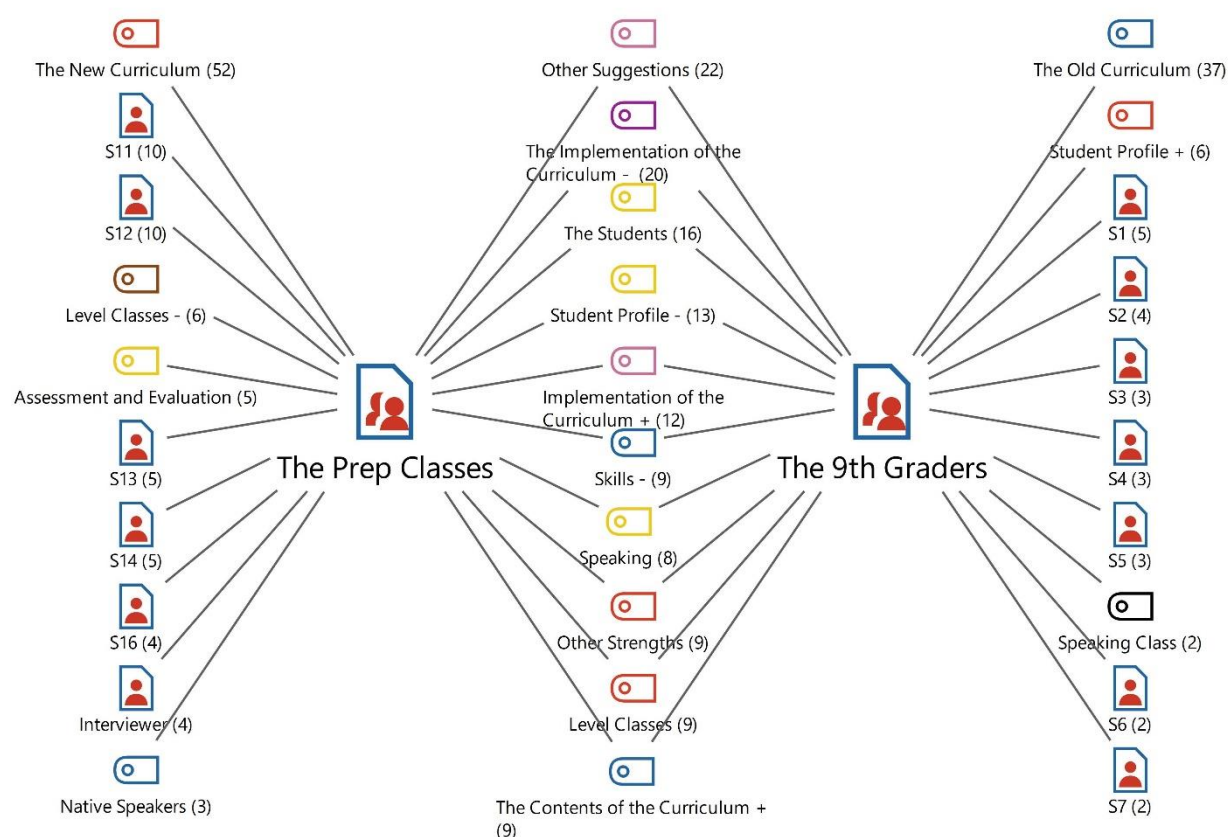 The New Curriculum (52)
Other Suggestions (22)
The Old Curriculum (37)
S11 (10)
The Implementation of the
Curriculum -  (20)
Student Profile + (6)
S12 (10)
The Students (16)
S1 (5)
Level Classes - (6)
Student Profile - (13)
S2 (4)
Assessment and Evaluation (5)
Implementation of the
Curriculum + (12)
S3 (3)
The Prep Classes
The 9th Graders
S13 (5)
Skills - (9)
S4 (3)
S14 (5)
Speaking (8)
S5 (3)
S16 (4)
Other Strengths (9)
Speaking Class (2)
Interviewer (4)
Level Classes (9)
S6 (2)
Native Speakers (3)
The Contents of the Curriculum +
(9)
S7 (2)